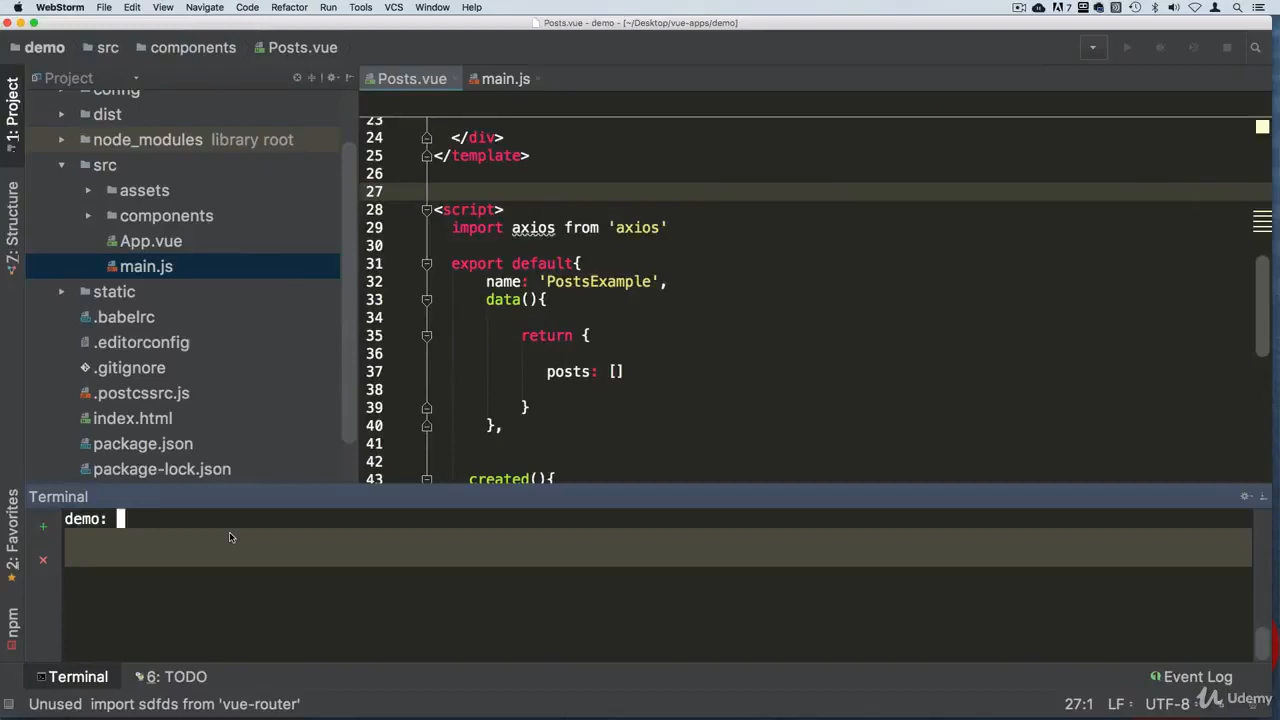 WebStorm File Edit View Navigate Code Refactor Run Tools VCS Window Help 7
Posts.vue - demo - [~/Desktop/vue-apps/demo]
demo src components Posts.vue
1: Project
Project
Posts.vue main.js
config
dist
node_modules library root
src
assets
components
App.vue
main.js
static
.babelrc
.editorconfig
.gitignore
.postcssrc.js
index.html
package.json
package-lock.json
Z: Structure
2: Favorites
npm
23
24 </div>
25 </template>
26
27
28 <script>
29 import axios from 'axios'
30
31 export default{
32 name: 'PostsExample',
33 data(){
34
35 return {
36
37 posts: []
38
39 }
40 },
41
42
43 created(){
Terminal
demo:
Terminal 6: TODO Event Log
Unused import sdfds from 'vue-router' 27:1 LF UTF-8
Udemy